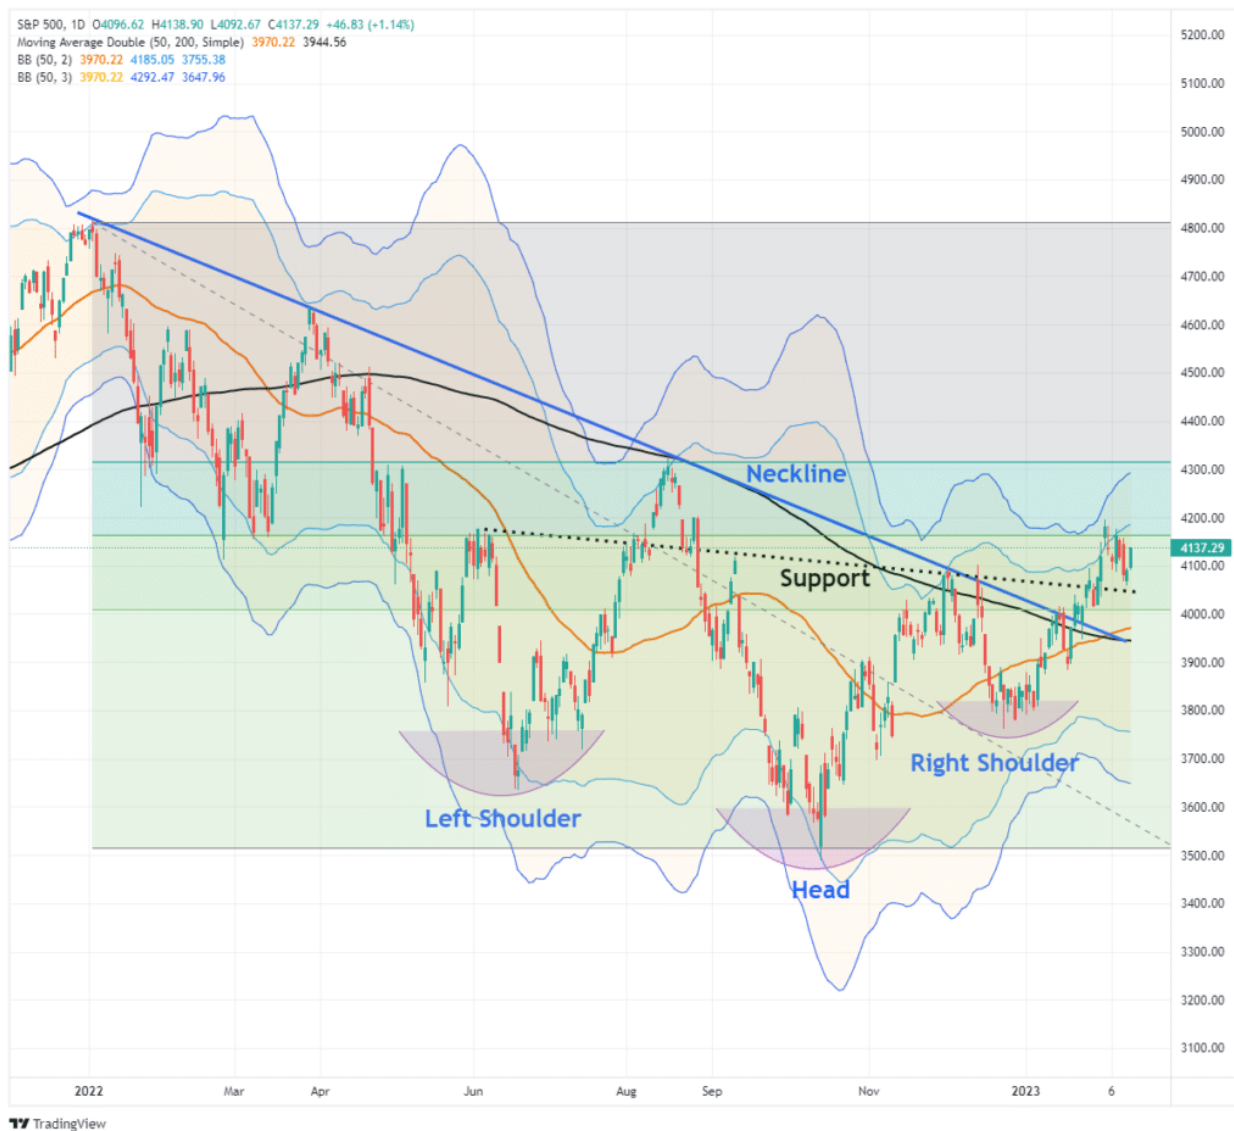 S&P 500, 1D O4096.62 H4138.90 L4092.67 C4137.29 +46.83 (+1.14%)
Moving Average Double (50, 200, Simple) 3970.22 3944.56
BB (50, 2) 3970.22 4185.05 3755.38
BB (50, 3) 3970.22 4292.47 3647.96
5200.00
5100.00
5000.00
4900.00
4800.00
4700.00
4600.00
4500.00
4400.00
4300.00
Neckline
4200.00
4137.29
4100.00
Support
4000.00
3900.00
3800.00
Right Shoulder
3700.00
Left Shoulder
3600.00
3500.00
Head
3400.00
3300.00
3200.00
3100.00
2022 Mar Apr Jun Aug Sep Nov 2023 6
TradingView